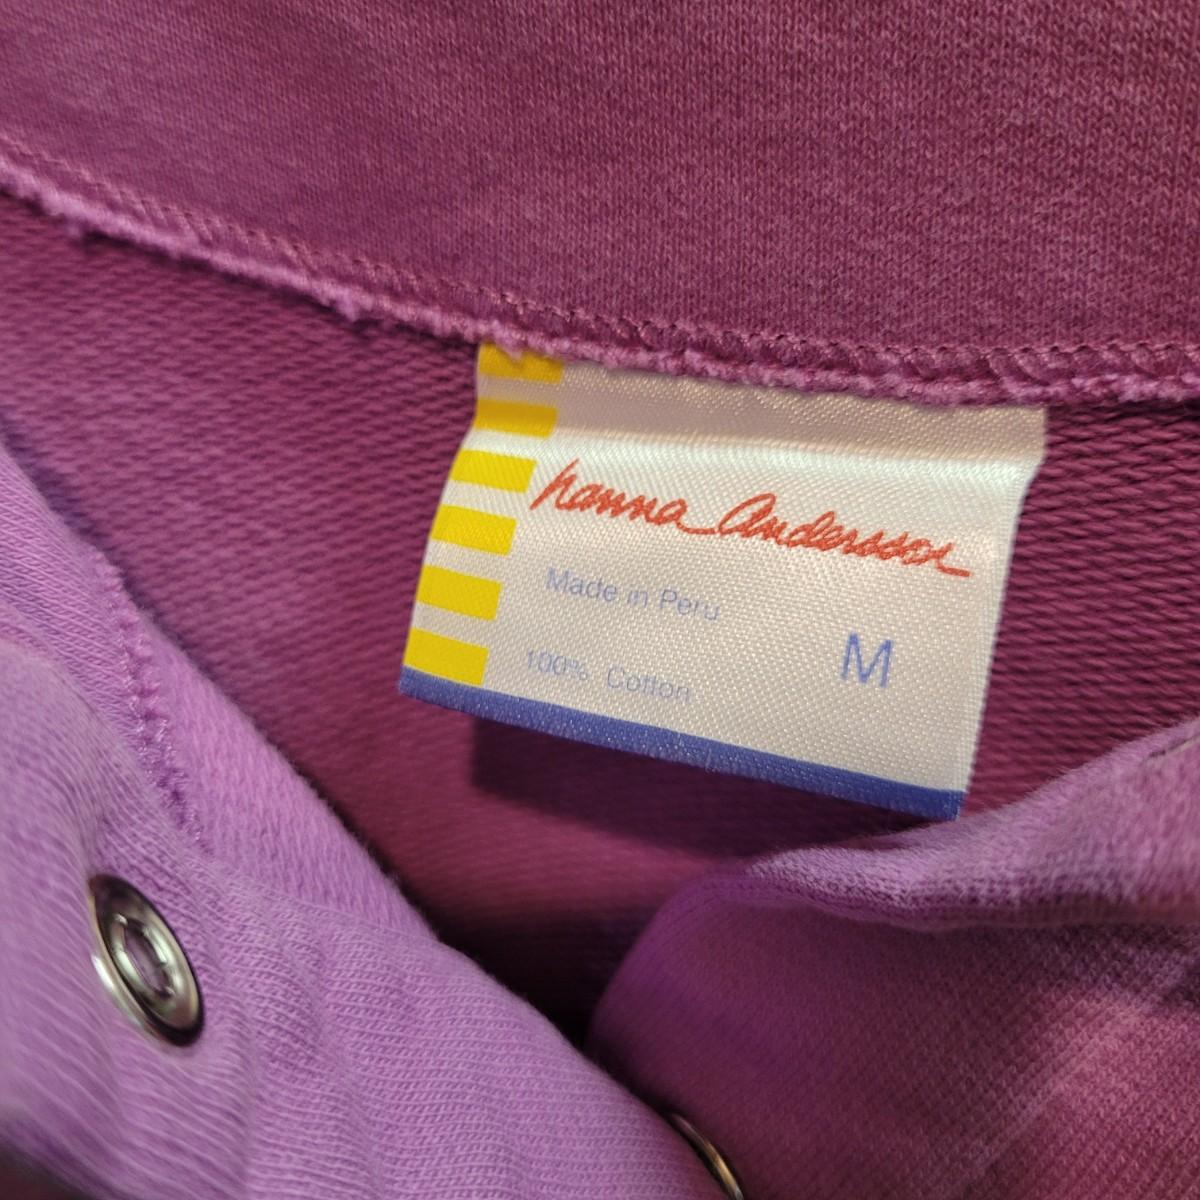 hanna andersson
Made in Peru
M
100% Cotton